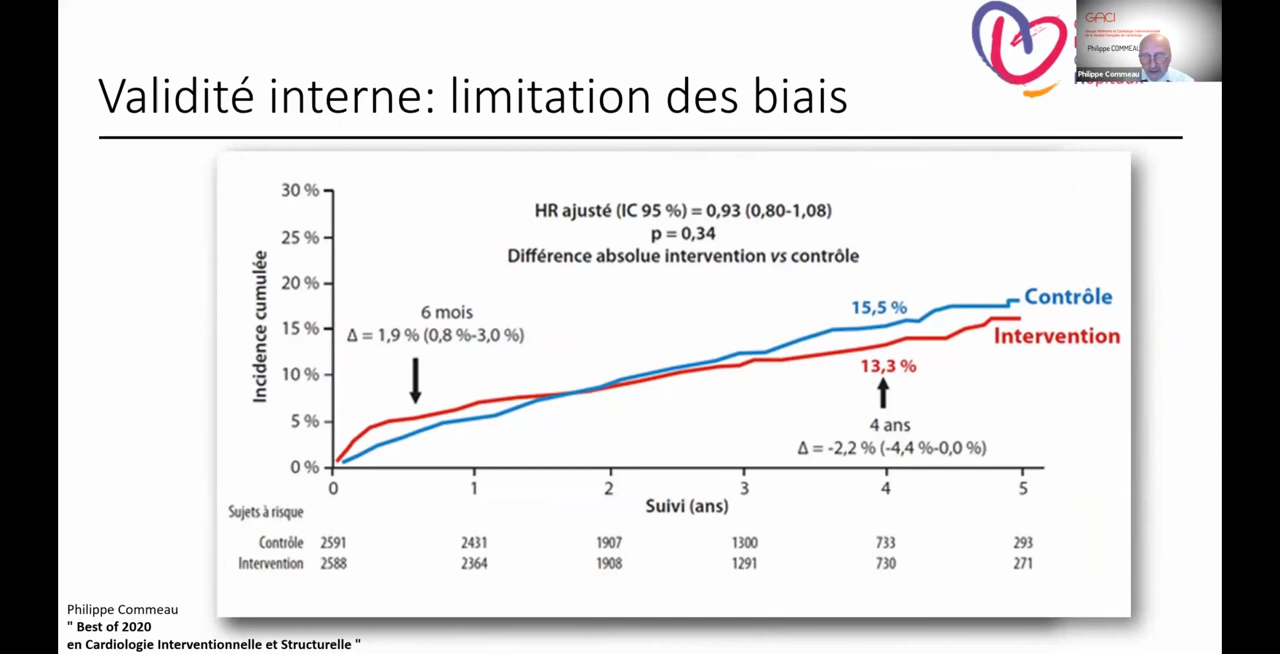 Validité interne: limitation des biais
GACI
Philippe COMMEAU
Philippe Commeau
30 %
25 %
20 %
15 %
10 %
5 %
0 %
Incidence cumulée
HR ajusté (IC 95 %) = 0,93 (0,80-1,08)
p = 0,34
Différence absolue intervention vs contrôle
6 mois
Δ = 1,9 % (0,8 %-3,0 %)
15,5 %
Contrôle
Intervention
13,3 %
4 ans
Δ = -2,2 % (-4,4 %-0,0 %)
0 1 2 3 4 5
Suivi (ans)
Sujets à risque
Contrôle 2591 2431 1907 1300 733 293
Intervention 2588 2364 1908 1291 730 271
Philippe Commeau
" Best of 2020
en Cardiologie Interventionnelle et Structurelle "